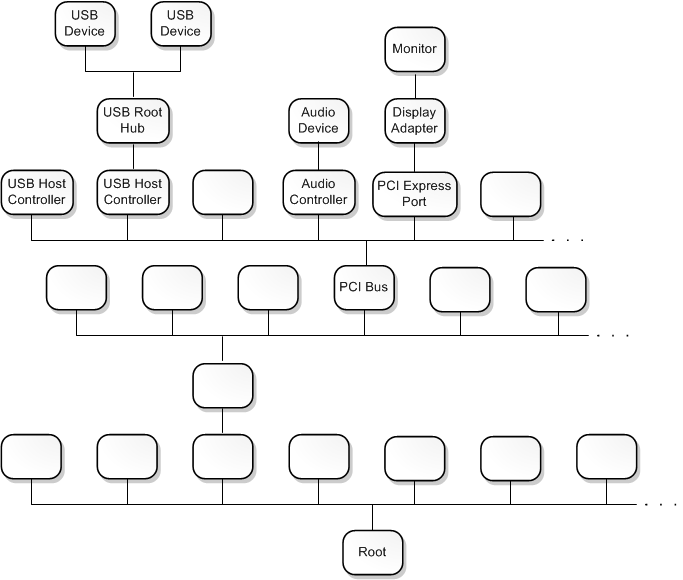 USB
Device
USB
Device
Monitor
USB Root
Hub
Audio
Device
Display
Adapter
USB Host
Controller
USB Host
Controller
Audio
Controller
PCI Express
Port
. . .
PCI Bus
. . .
. . .
Root